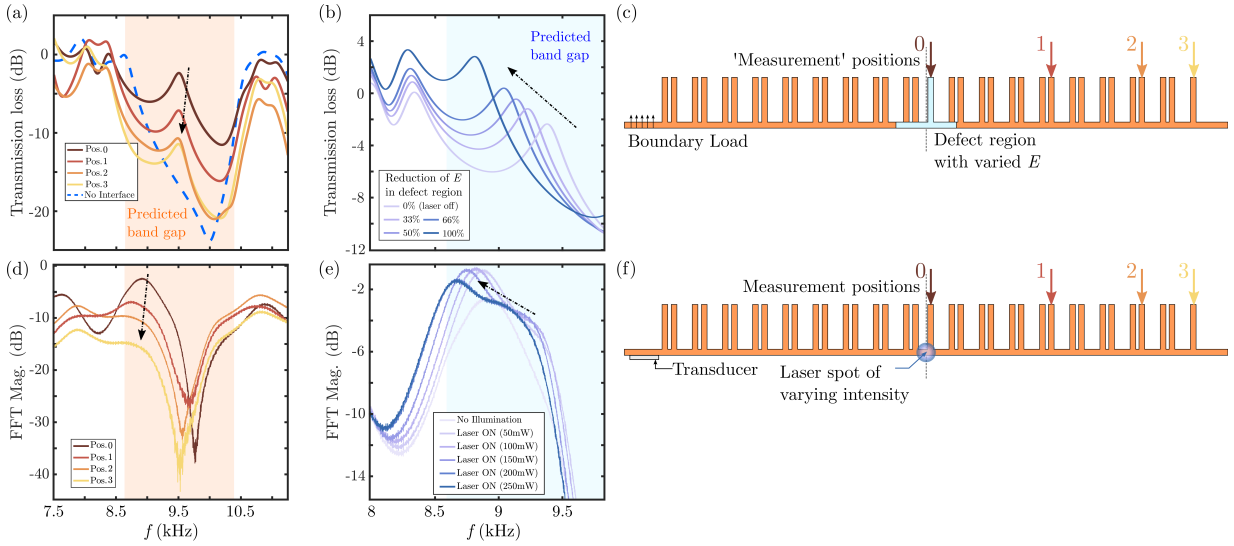 (a)
Transmission loss (dB)
0
-10
-20
Pos.0
Pos.1
Pos.2
Pos.3
No Interface
Predicted
band gap
(b)
Transmission loss (dB)
4
0
-4
-8
-12
Predicted
band gap
Reduction of E
in defect region
0% (laser off)
33%
66%
50%
100%
(c)
'Measurement' positions
0
1
2
3
Boundary Load
Defect region
with varied E
(d)
FFT Mag. (dB)
0
-10
-20
-30
-40
Pos.0
Pos.1
Pos.2
Pos.3
7.5
8.5
9.5
10.5
f (kHz)
(e)
FFT Mag. (dB)
-2
-6
-10
-14
No Illumination
Laser ON (50mW)
Laser ON (100mW)
Laser ON (150mW)
Laser ON (200mW)
Laser ON (250mW)
8
8.5
9
9.5
f (kHz)
(f)
Measurement positions
0
1
2
3
Transducer
Laser spot of
varying intensity